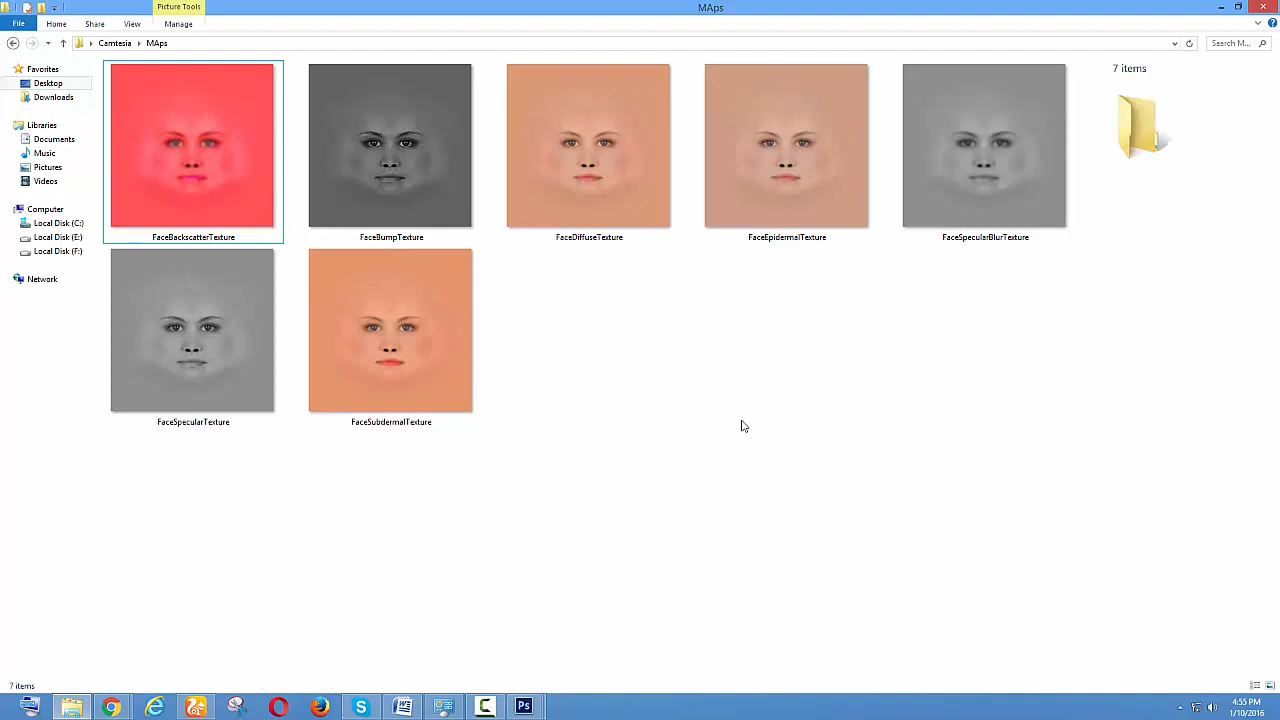 Picture Tools
MAps
File
Home
Share
View
Manage
Camtesia
MAps
Search M...
Favorites
Desktop
Downloads
Libraries
Documents
Music
Pictures
Videos
Computer
Local Disk (C:)
Local Disk (E:)
Local Disk (F:)
Network
FaceBackscatterTexture
FaceBumpTexture
FaceDiffuseTexture
FaceEpidermalTexture
FaceSpecularBlurTexture
FaceSpecularTexture
FaceSubdermalTexture
7 items
7 items
Ps
4:55 PM
1/10/2016